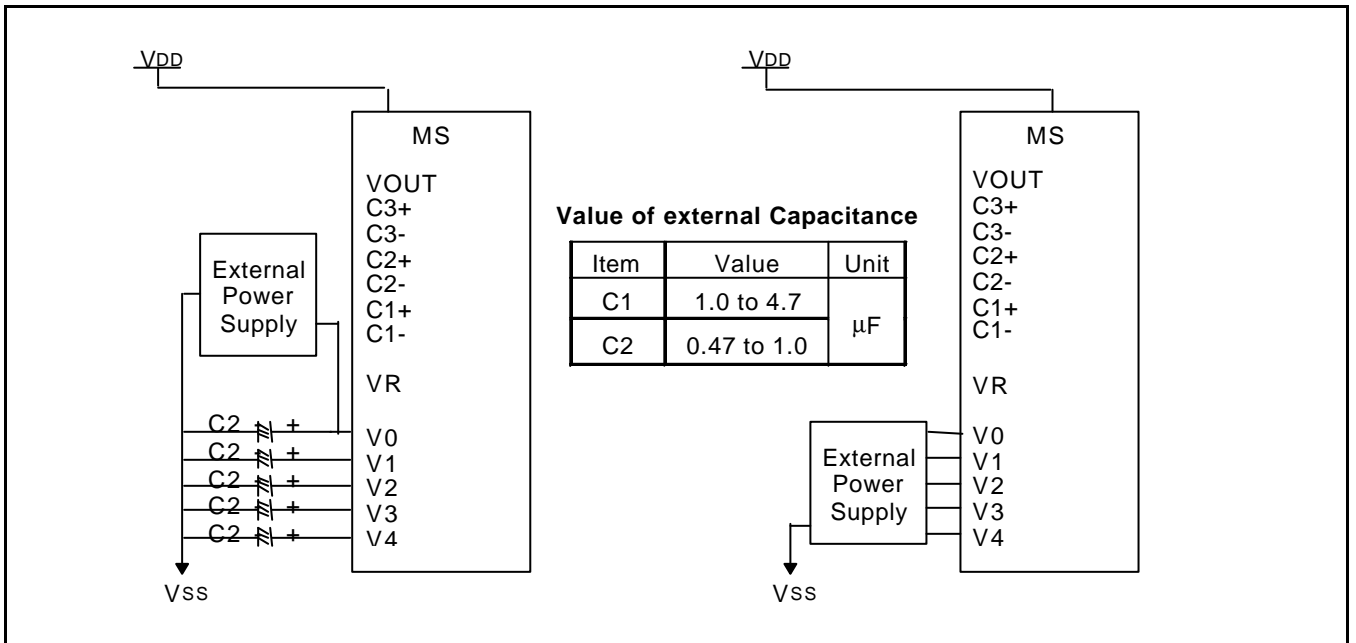 VDD
MS
VOUT
C3+
C3-
C2+
C2-
C1+
C1-
VR
V0
V1
V2
V3
V4
External
Power
Supply
C2 +
C2 +
C2 +
C2 +
C2 +
VSS
Value of external Capacitance
Item Value Unit
C1 1.0 to 4.7 µF
C2 0.47 to 1.0
VDD
MS
VOUT
C3+
C3-
C2+
C2-
C1+
C1-
VR
V0
V1
V2
V3
V4
External
Power
Supply
VSS